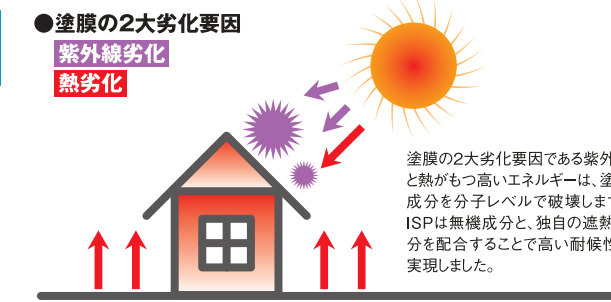 ●塗膜の2大劣化要因
紫外線劣化
熱劣化
塗膜の2大劣化要因である紫外
と熱がもつ高いエネルギーは、塗
成分を分子レベルで破壊します
ISPは無機成分と、独自の遮熱
分を配合することで高い耐候性
実現しました。